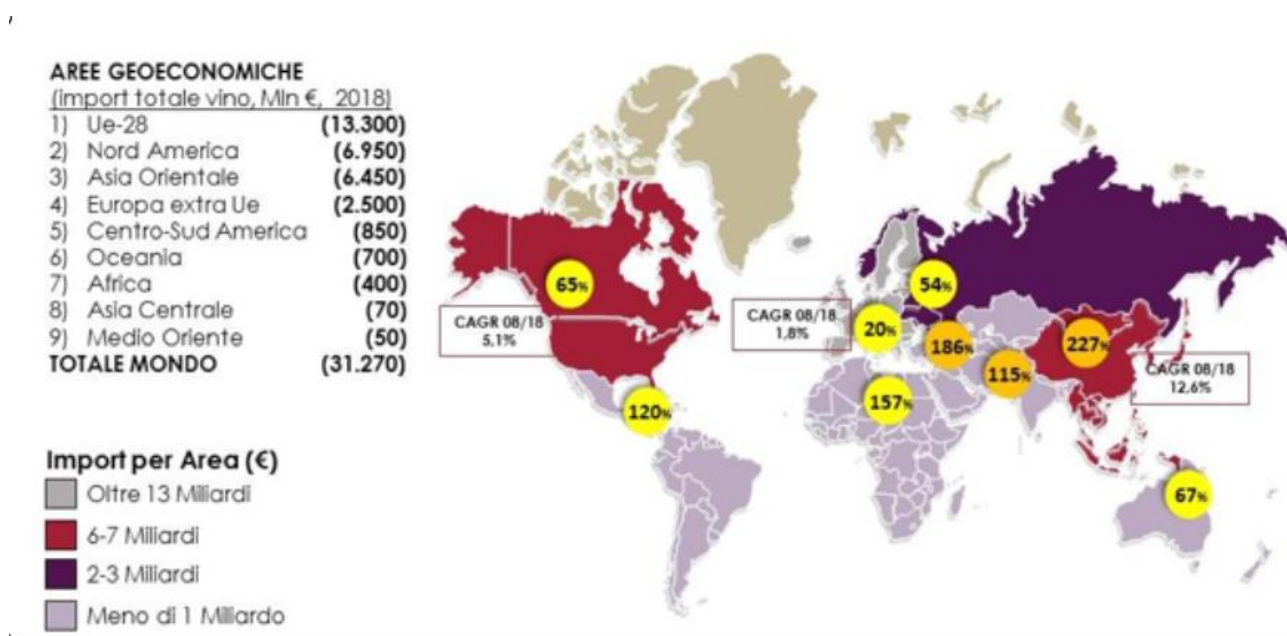 AREE GEOECONOMICHE
(import totale vino, Mln €, 2018)
1) Ue-28 (13.300)
2) Nord America (6.950)
3) Asia Orientale (6.450)
4) Europa extra Ue (2.500)
5) Centro-Sud America (850)
6) Oceania (700)
7) Africa (400)
8) Asia Centrale (70)
9) Medio Oriente (50)
TOTALE MONDO (31.270)
Import per Area (€)
Oltre 13 Miliardi
6-7 Miliardi
2-3 Miliardi
Meno di 1 Miliardo
65%
CAGR 08/18
5,1%
120%
54%
CAGR 08/18
1,8%
20%
186%
115%
227%
CAGR 08/18
12,6%
157%
67%